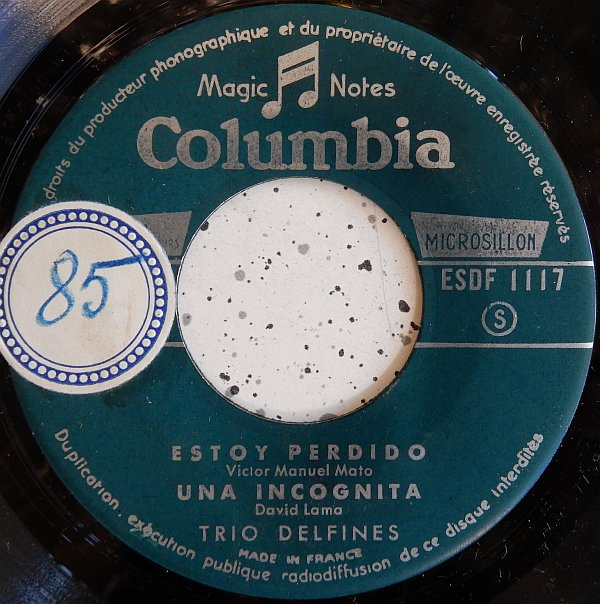 droits du producteur phonographique et du propriétaire de l'œuvre enregistrée réservés
Magic Notes
Columbia
85
MICROSILLON
ESDF 1117
S
ESTOY PERDIDO
Victor Manuel Mato
UNA INCOGNITA
David Lama
TRIO DELFINES
MADE IN FRANCE
Duplication, exécution publique radiodiffusion de ce disque interdites